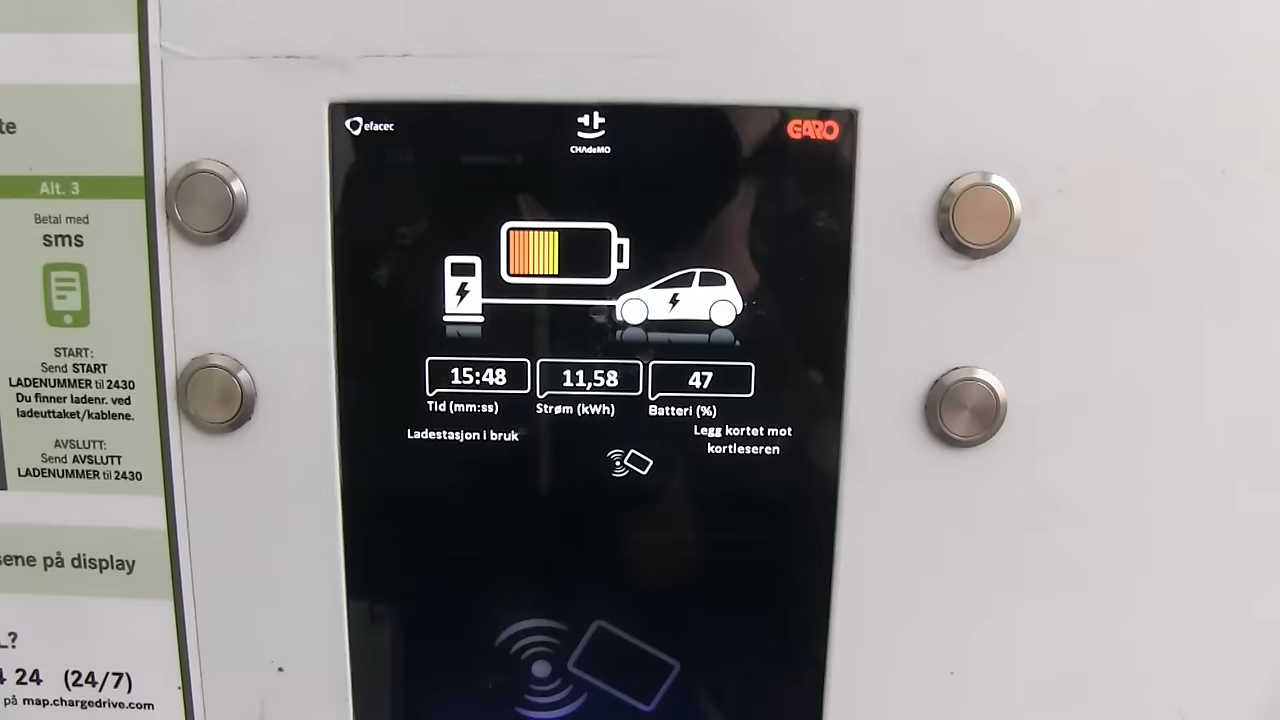 te
Alt. 3
Betal med
sms
START:
Send START
LADENUMMER til 2430
Du finner ladenr. ved
ladeuttaket/kablene.
AVSLUTT:
Send AVSLUTT
LADENUMMER til 2430
sene på display
L?
4 24 (24/7)
på map.chargedrive.com
efacec
CHAdeMO
GARO
15:48
11,58
47
Tid (mm:ss)
Strøm (kWh)
Batteri (%)
Ladestasjon i bruk
Legg kortet mot
kortleseren